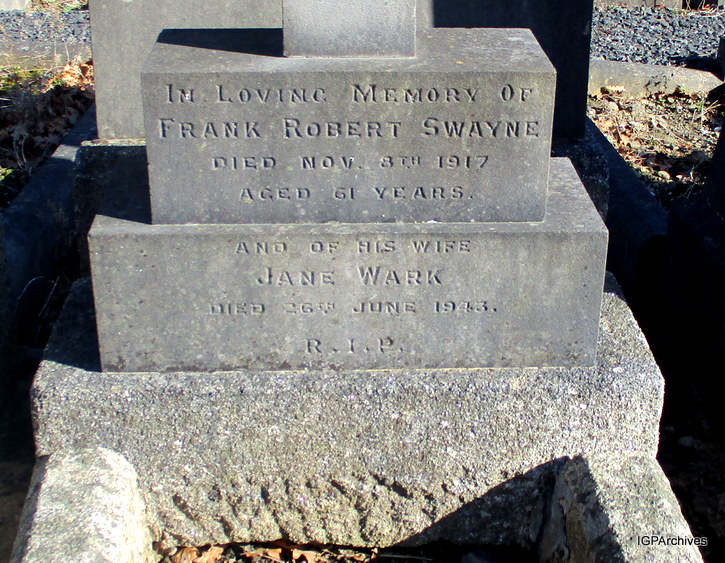 In Loving Memory Of
Frank Robert Swayne
DIED NOV. 8TH 1917
AGED 61 YEARS.
AND OF HIS WIFE
Jane Wark
DIED 26TH JUNE 1943.
R.I.P.
IGPArchives